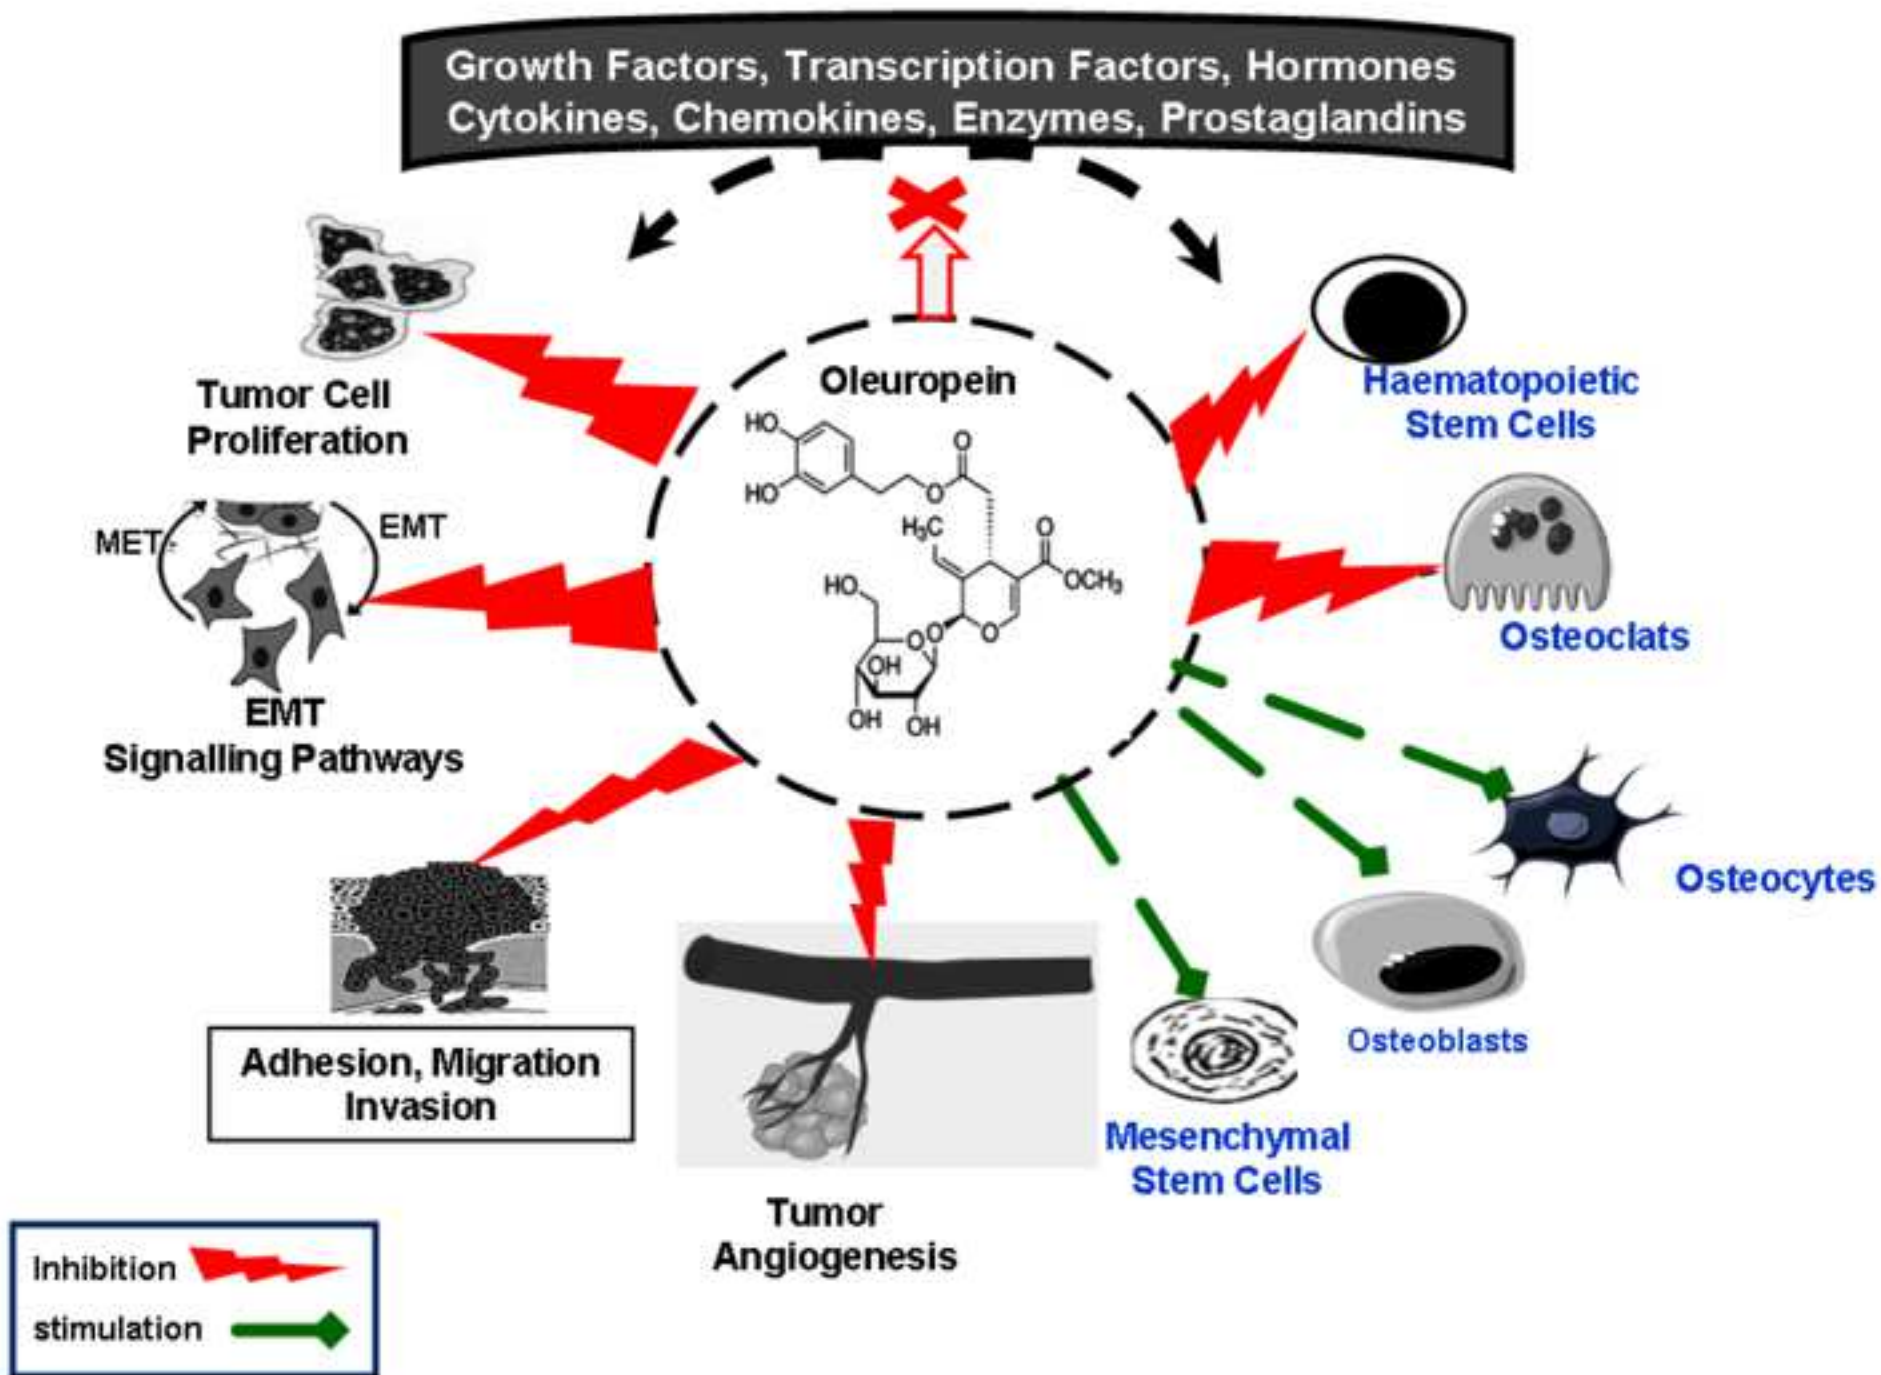 Growth Factors, Transcription Factors, Hormones
Cytokines, Chemokines, Enzymes, Prostaglandins
Tumor Cell
Proliferation
Haematopoietic
Stem Cells
Oleuropein
HO
HO
O
O
H₃C
O
OCH₃
HO
O
O
O
OH
OH
OH
MET
EMT
EMT
Signalling Pathways
Osteoclats
Osteocytes
Osteoblasts
Adhesion, Migration
Invasion
Mesenchymal
Stem Cells
Tumor
Angiogenesis
Inhibition
stimulation